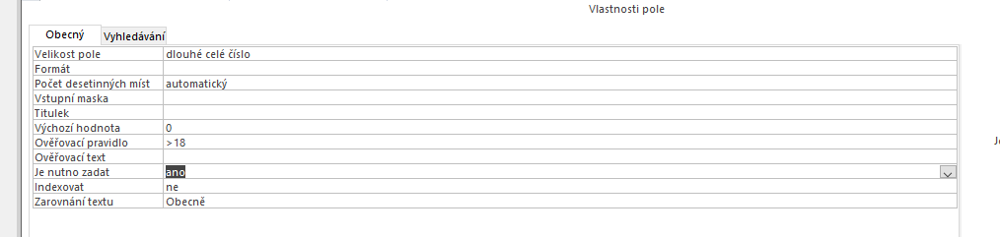 Vlastnosti pole
Obecný Vyhledávání
Velikost pole dlouhé celé číslo
Formát
Počet desetinných míst automatický
Vstupní maska
Titulek
Výchozí hodnota 0
Ověřovací pravidlo >18
Ověřovací text
Je nutno zadat ano
Indexovat ne
Zarovnání textu Obecně